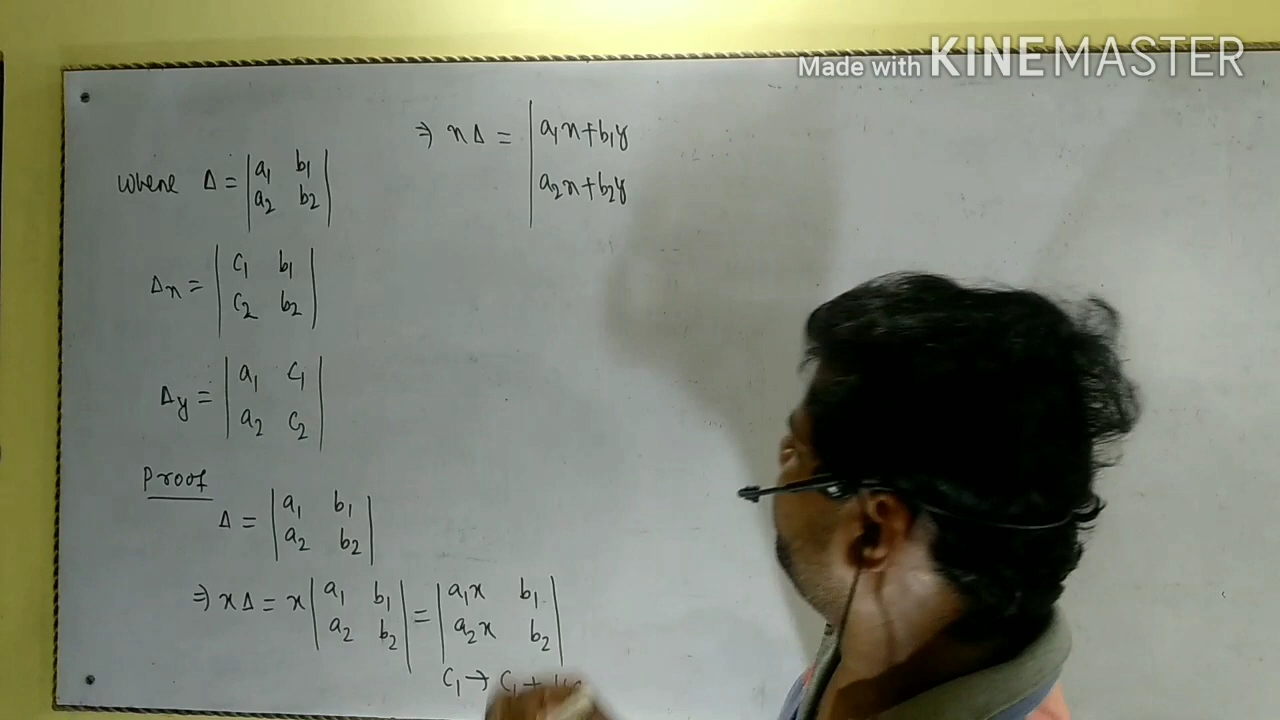 Made with KINEMASTER
where Δ = | a₁ b₁ |
| a₂ b₂ |
Δx = | c₁ b₁ |
| c₂ b₂ |
Δy = | a₁ c₁ |
| a₂ c₂ |
Proof
Δ = | a₁ b₁ |
| a₂ b₂ |
⇒ xΔ = x | a₁ b₁ | = | a₁x b₁ |
| a₂ b₂ | | a₂x b₂ |
C₁ → C₁ +
⇒ xΔ = | a₁x+b₁y
| a₂x+b₂y